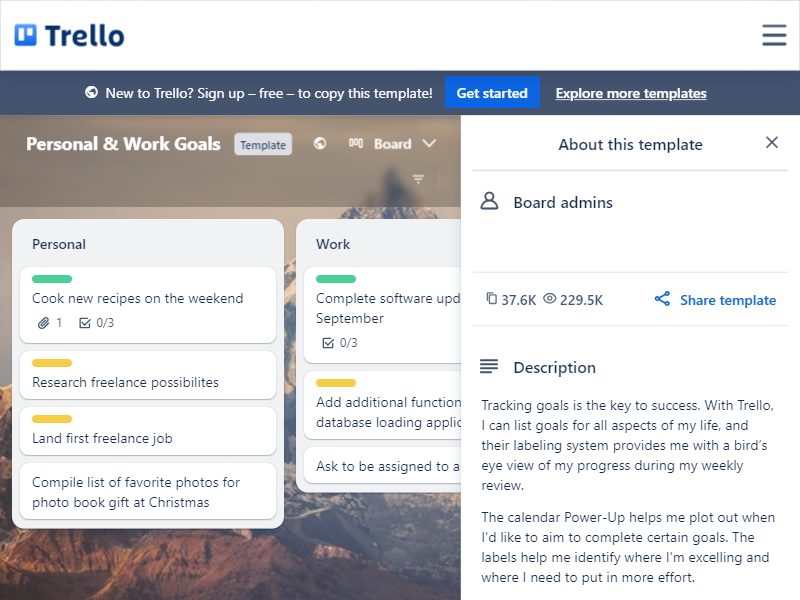 Trello
New to Trello? Sign up – free – to copy this template!
Get started
Explore more templates
Personal & Work Goals
Template
Board
Personal
Cook new recipes on the weekend
1
0/3
Research freelance possibilites
Land first freelance job
Compile list of favorite photos for
photo book gift at Christmas
Work
Complete software upd
September
0/3
Add additional function
database loading applic
Ask to be assigned to a
About this template
Board admins
37.6K
229.5K
Share template
Description
Tracking goals is the key to success. With Trello,
I can list goals for all aspects of my life, and
their labeling system provides me with a bird’s
eye view of my progress during my weekly
review.
The calendar Power-Up helps me plot out when
I'd like to aim to complete certain goals. The
labels help me identify where I'm excelling and
where I need to put in more effort.